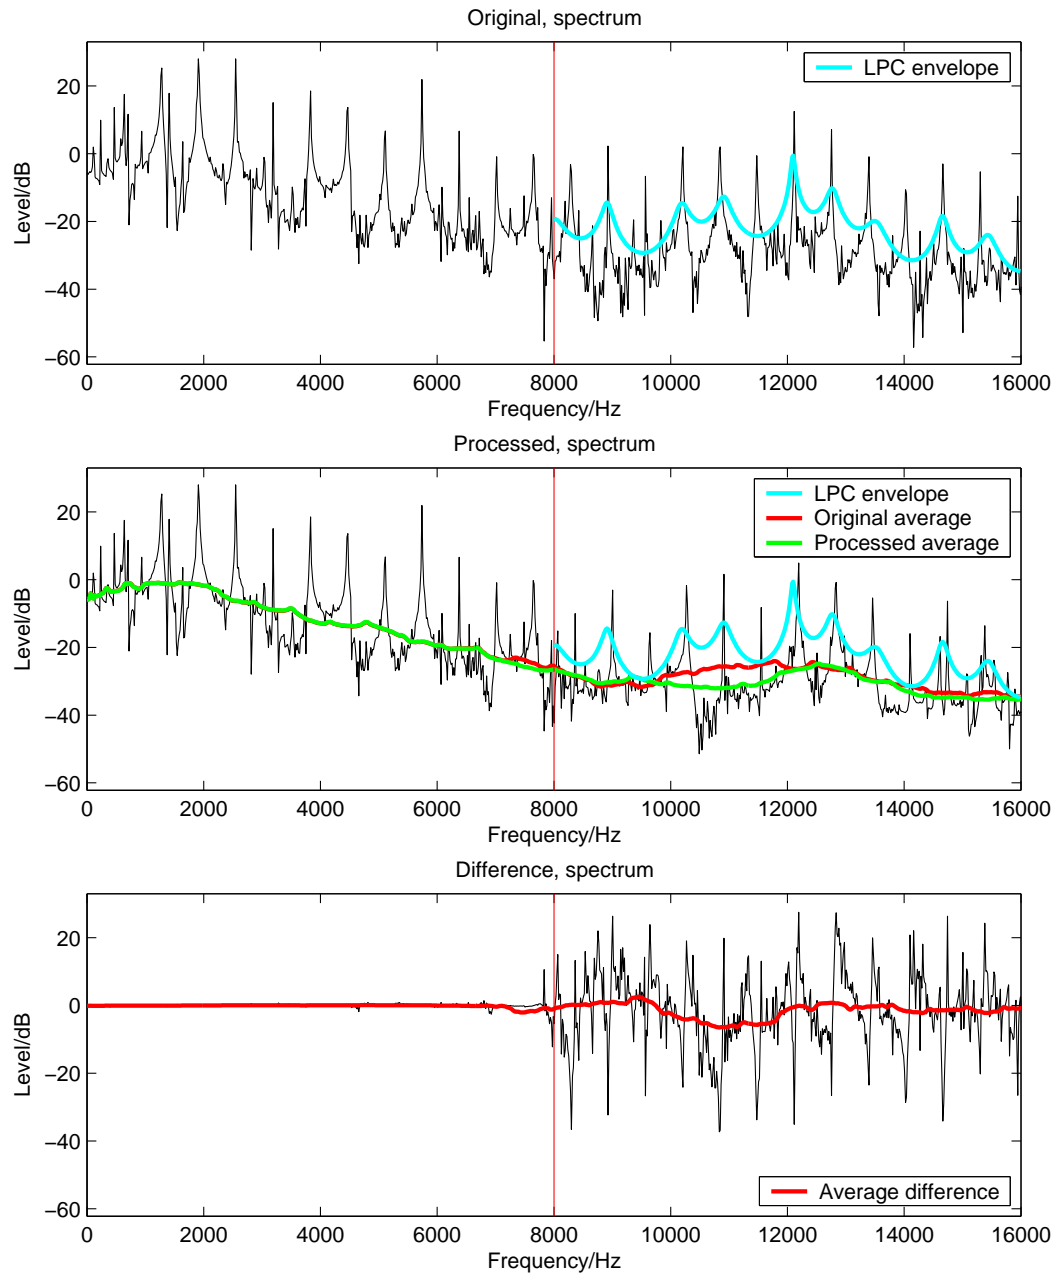 Original, spectrum
LPC envelope
Level/dB
20
0
−20
−40
−60
0 2000 4000 6000 8000 10000 12000 14000 16000
Frequency/Hz
Processed, spectrum
LPC envelope
Original average
Processed average
Level/dB
20
0
−20
−40
−60
0 2000 4000 6000 8000 10000 12000 14000 16000
Frequency/Hz
Difference, spectrum
Level/dB
20
0
−20
−40
−60
Average difference
0 2000 4000 6000 8000 10000 12000 14000 16000
Frequency/Hz